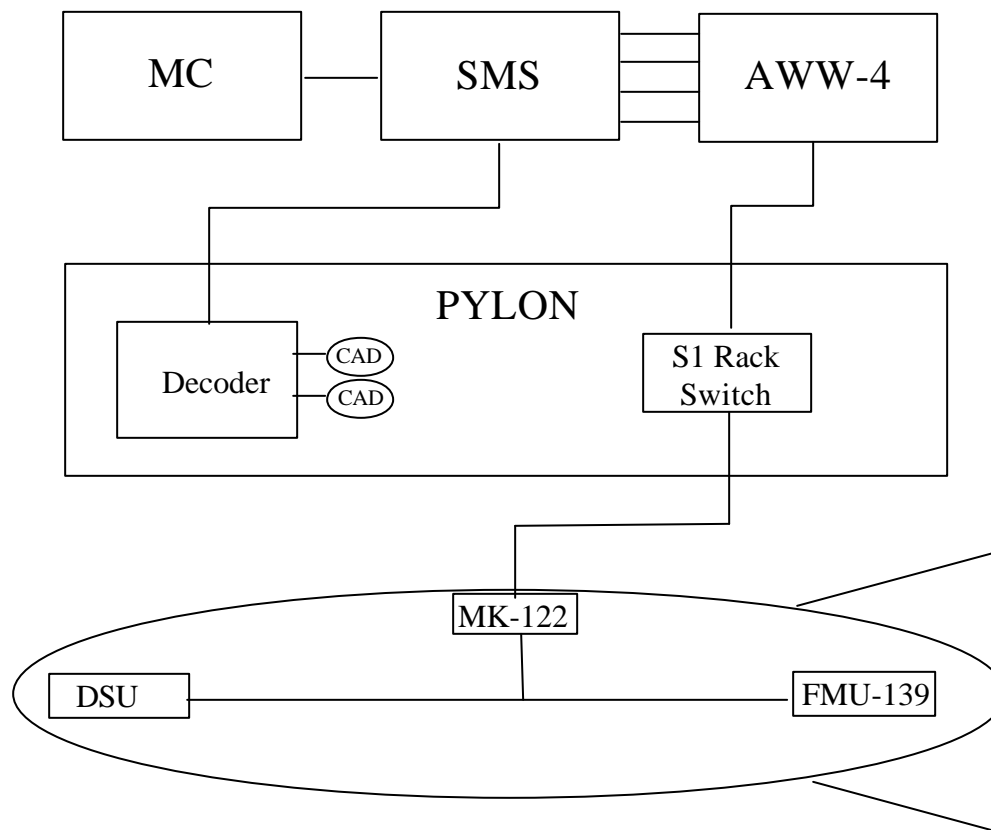 MC
SMS
AWW-4
PYLON
Decoder
CAD
CAD
S1 Rack
Switch
MK-122
DSU
FMU-139